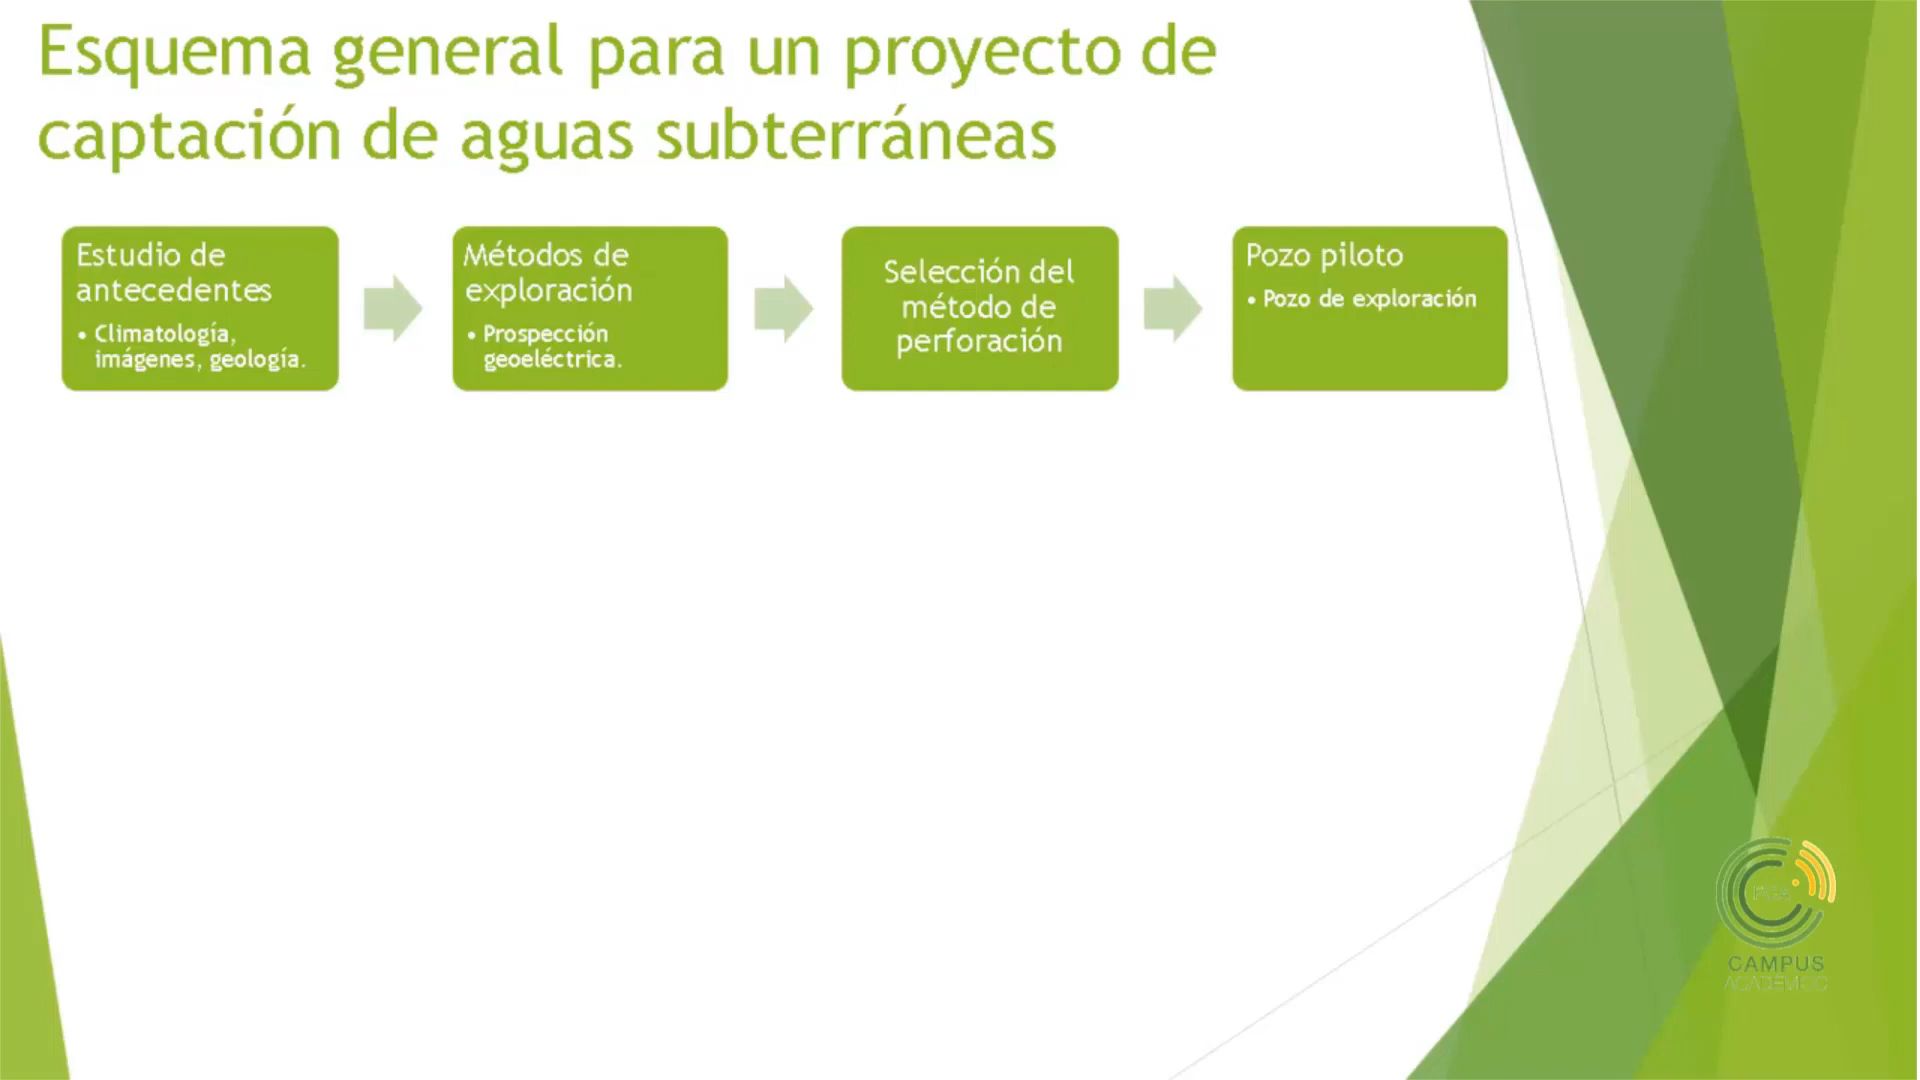 Esquema general para un proyecto de
captación de aguas subterráneas
Estudio de
antecedentes
• Climatología,
imágenes, geología.
Métodos de
exploración
• Prospección
geoeléctrica.
Selección del
método de
perforación
Pozo piloto
• Pozo de exploración
CAMPUS
ACADEMICO